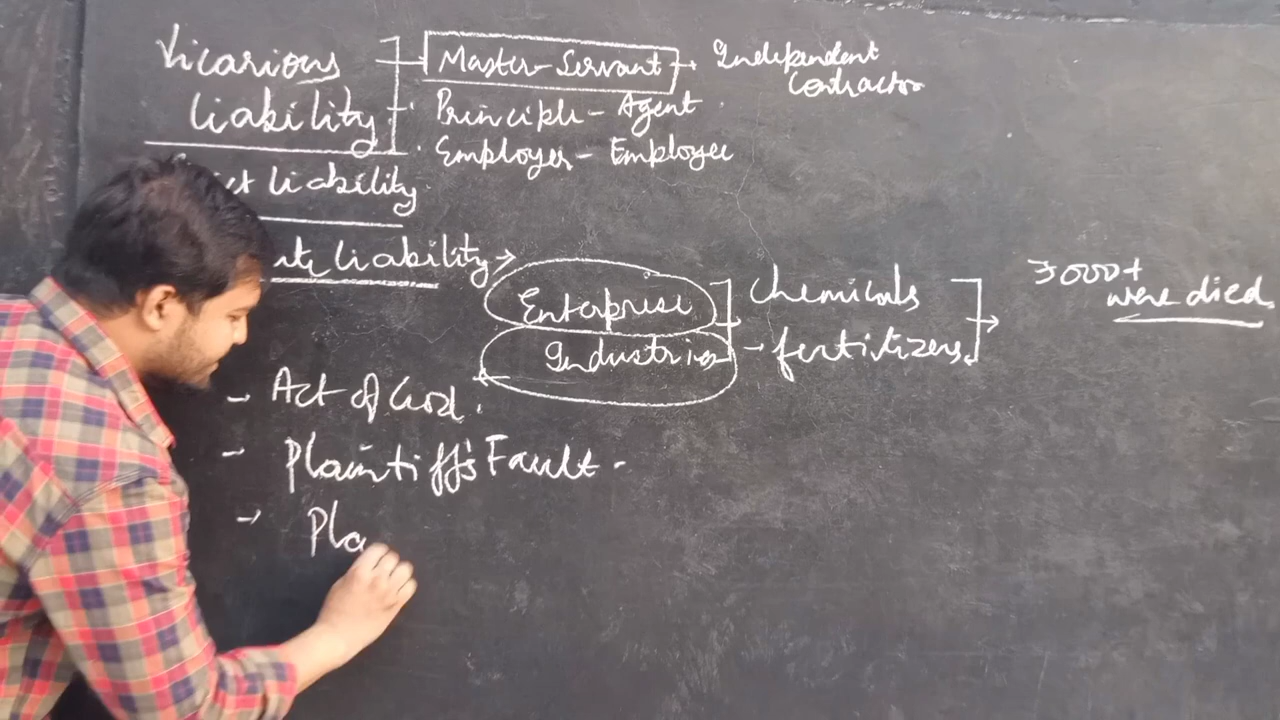 Vicarious Master-Servant Independent
Contractor
liability Principle - Agent
Employer - Employee
liability
liability
Enterprise Chemicals 3000+
were died
Industries - fertilizers
- Act of God.
- Plaintiff's Fault -
- Pla